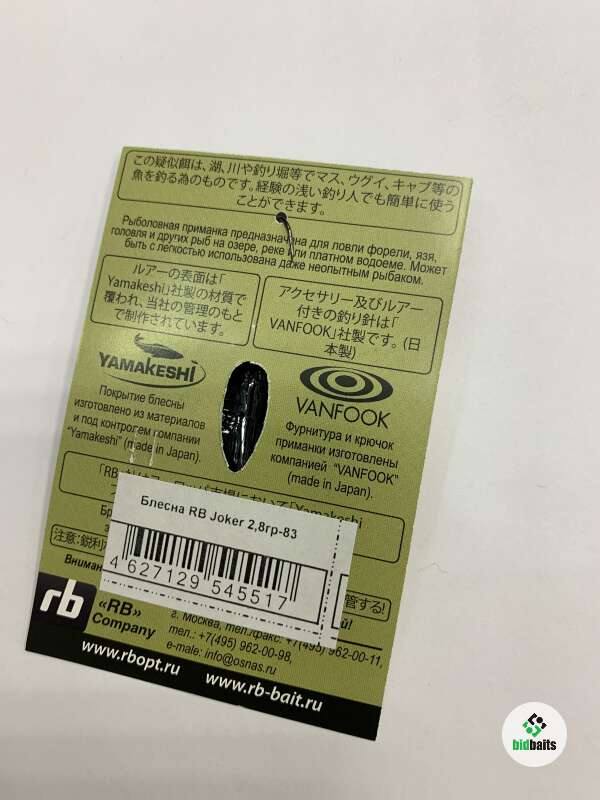 この疑似餌は、湖、川や釣り堀等でマス、ウグイ、キャブ等の
魚を釣る為のものです。経験の浅い釣り人でも簡単に使う
ことができます。
Рыболовная приманка предназначена для ловли форели, язя,
головля и других рыб на озере, реке или платном водоеме. Может
быть с легкостью использована даже неопытным рыбаком.
ルアーの表面は「
Yamakeshi」社製の材質で
覆われ、当社の管理のもと
で制作されています。
アクセサリー及びルアー
付きの釣り針は「
VANFOOK」社製です。(日
本製)
YAMAKESHI
Покрытие блесны
изготовлено из материалов
и под контролем компании
"Yamakeshi" (made in Japan).
VANFOOK
Фурнитура и крючок
приманки изготовлены
компанией "VANFOOK"
(made in Japan).
Блесна RB Joker 2,8гр-83
4 627129 545517
注意:鋭利
管する!
Вниман
й!
rb
«RB»
Company
г. Москва, тел./факс: +7(495) 962-00-11,
тел.: +7(495) 962-00-98,
e-male: info@osnas.ru
www.rbopt.ru
www.rb-bait.ru
bidbaits